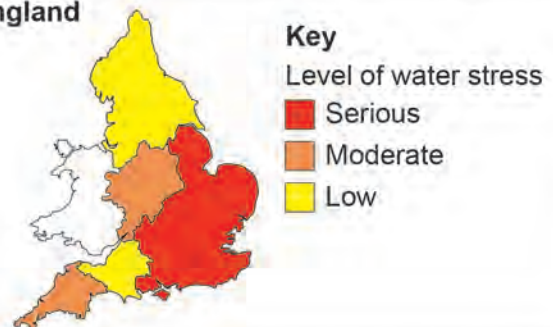 ngland
Key
Level of water stress
Serious
Moderate
Low